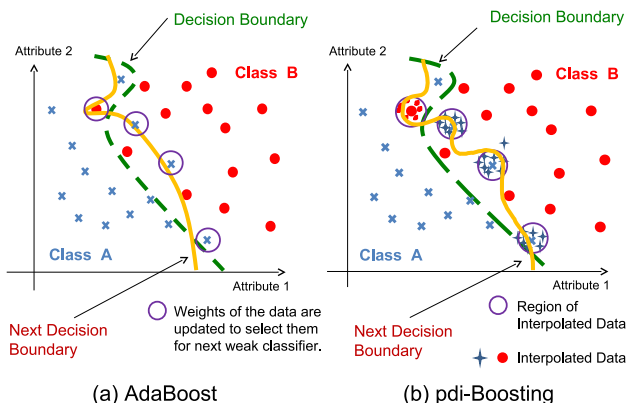 Decision Boundary
Attribute 2
Class B
Class A
Attribute 1
Next Decision
Boundary
Weights of the data are
updated to select them
for next weak classifier.
(a) AdaBoost
Decision Boundary
Attribute 2
Class B
Class A
Attribute 1
Next Decision
Boundary
Region of
Interpolated Data
Interpolated Data
(b) pdi-Boosting